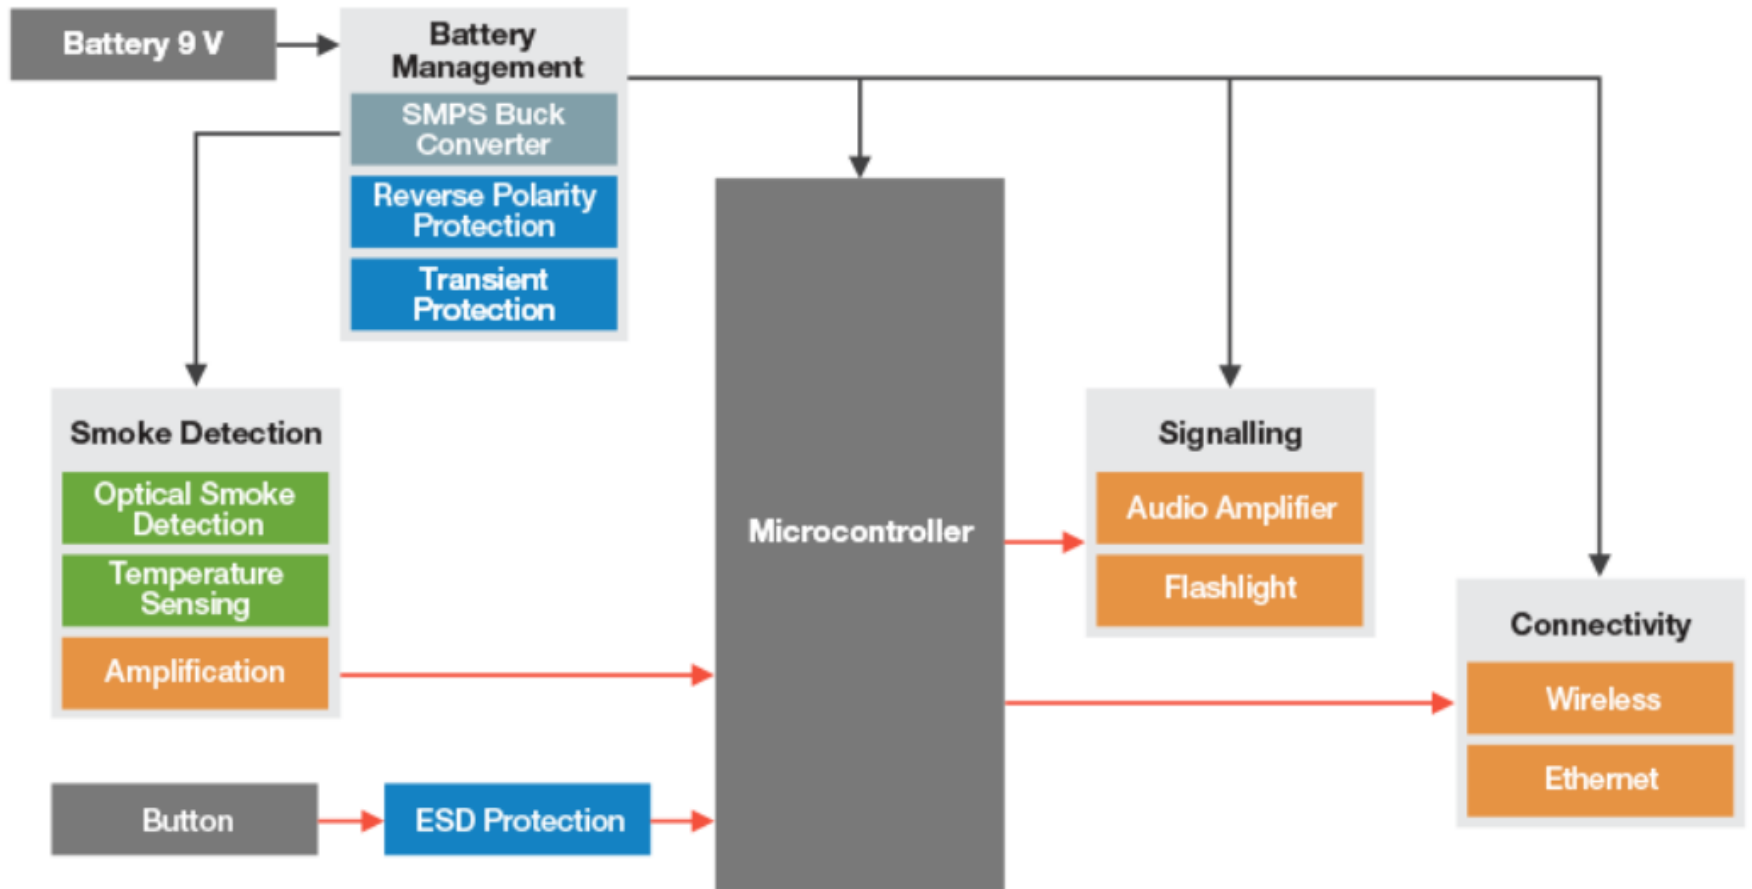 Battery 9 V
Battery
Management
SMPS Buck
Converter
Reverse Polarity
Protection
Transient
Protection
Smoke Detection
Optical Smoke
Detection
Temperature
Sensing
Amplification
Button
ESD Protection
Microcontroller
Signalling
Audio Amplifier
Flashlight
Connectivity
Wireless
Ethernet